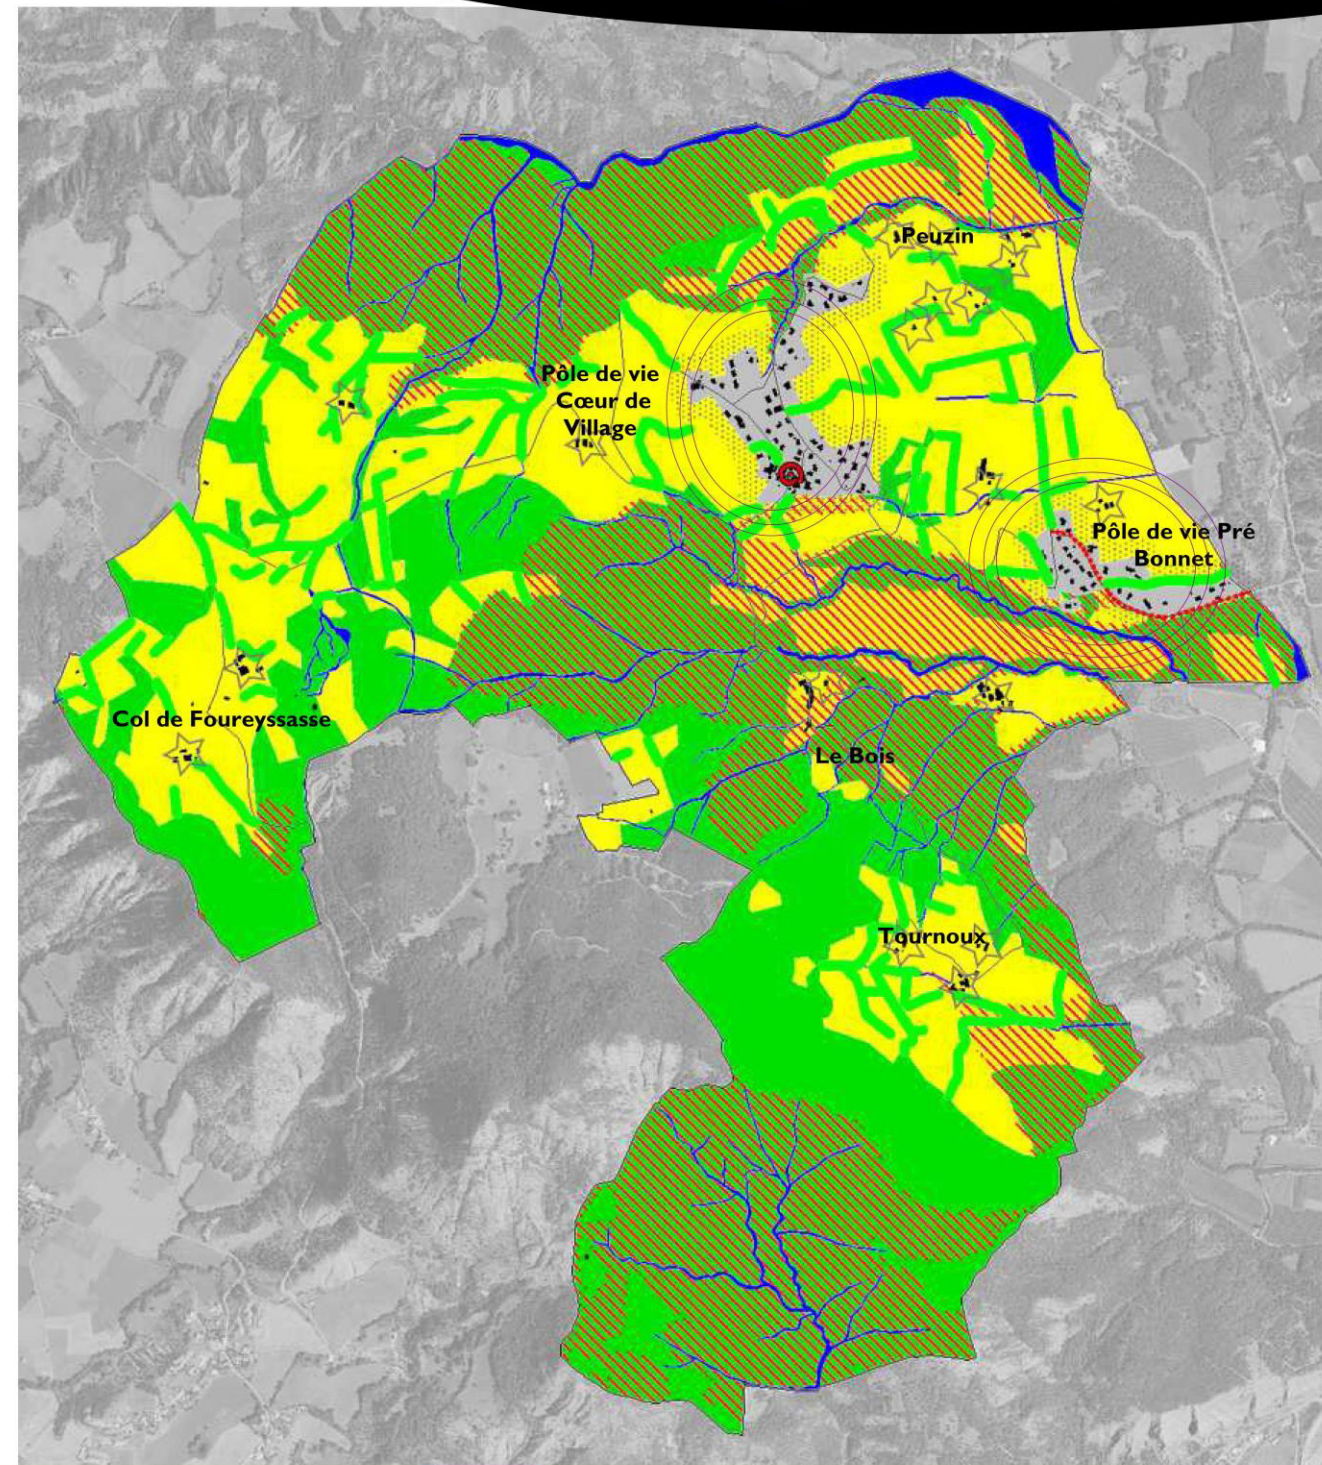 Peuzin
Pôle de vie
Cœur de
Village
Pôle de vie Pré
Bonnet
Col de Foureyssasse
Le Bois
Tournoux